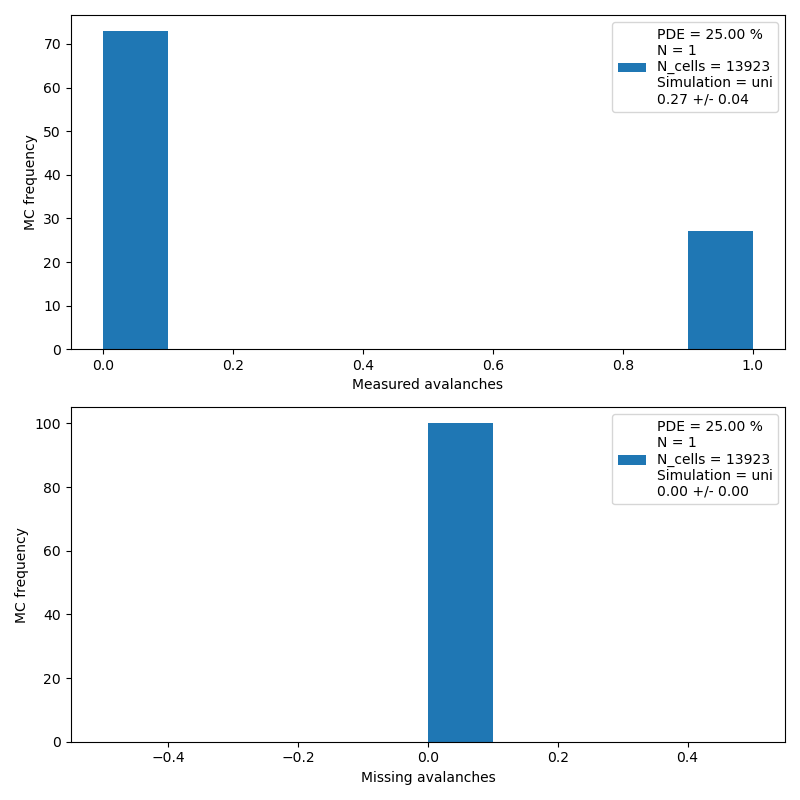 PDE = 25.00 %
N = 1
N_cells = 13923
Simulation = uni
0.27 +/- 0.04
70
60
50
40
30
20
10
0
MC frequency
0.0 0.2 0.4 0.6 0.8 1.0
Measured avalanches
PDE = 25.00 %
N = 1
N_cells = 13923
Simulation = uni
0.00 +/- 0.00
100
80
60
40
20
0
MC frequency
−0.4 −0.2 0.0 0.2 0.4
Missing avalanches